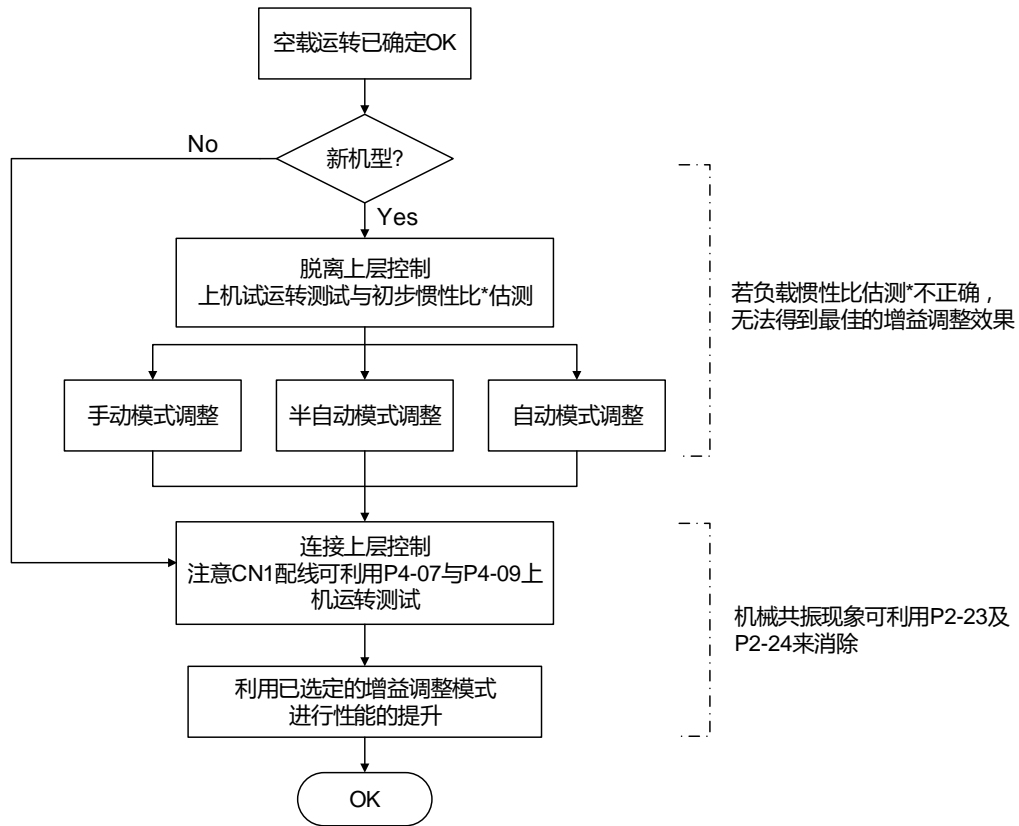 空载运转已确定OK
No
新机型?
Yes
脱离上层控制
上机试运转测试与初步惯性比*估测
若负载惯性比估测*不正确，
无法得到最佳的增益调整效果
手动模式调整
半自动模式调整
自动模式调整
连接上层控制
注意CN1配线可利用P4-07与P4-09上
机运转测试
机械共振现象可利用P2-23及
P2-24来消除
利用已选定的增益调整模式
进行性能的提升
OK